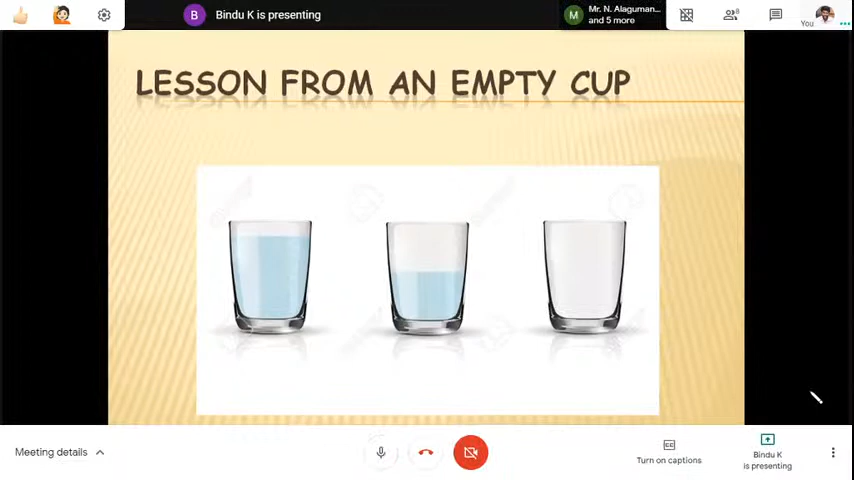 B Bindu K is presenting
M Mr. N. Alaguman...
and 5 more
8
You
LESSON FROM AN EMPTY CUP
Meeting details
Turn on captions
Bindu K
is presenting